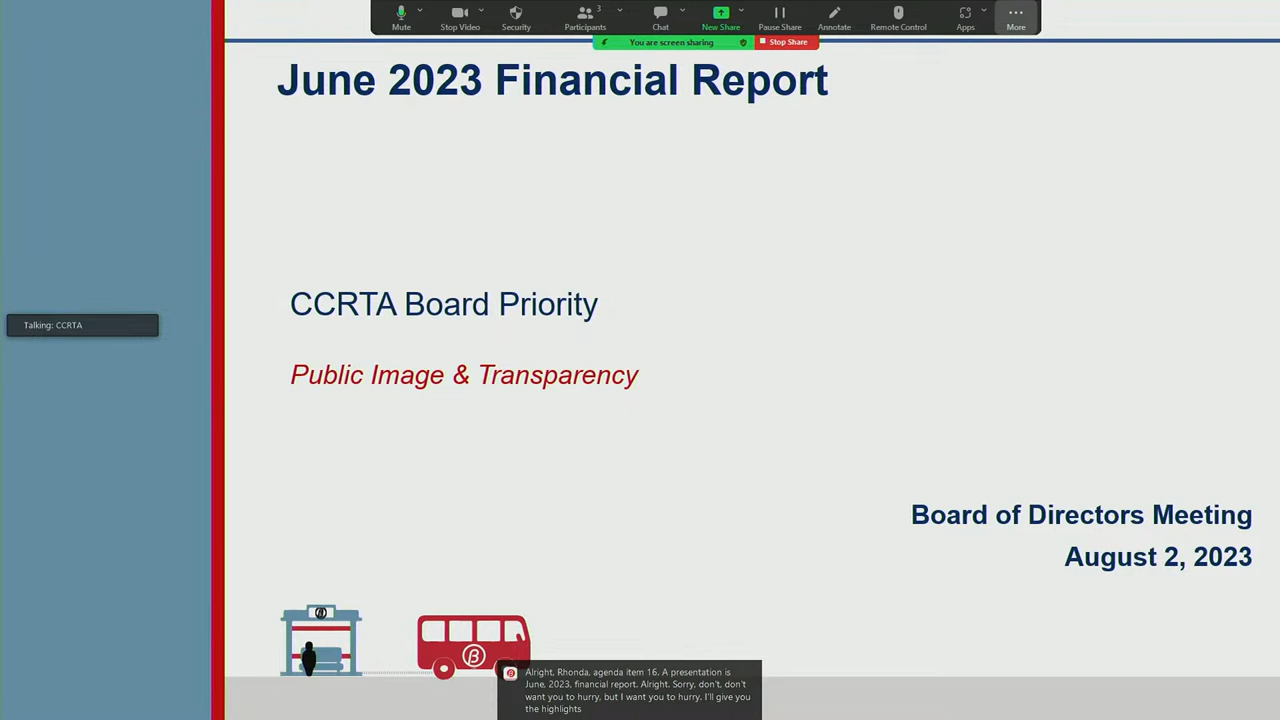 Mute
Stop Video
Security
3
Participants
Chat
New Share
Pause Share
Annotate
Remote Control
Apps
More
You are screen sharing
Stop Share
June 2023 Financial Report
CCRTA Board Priority
Talking: CCRTA
Public Image & Transparency
Board of Directors Meeting
August 2, 2023
Alright, Rhonda, agenda item 16. A presentation is
June, 2023, financial report. Alright. Sorry, don't, don't
want you to hurry, but I want you to hurry. I'll give you
the highlights